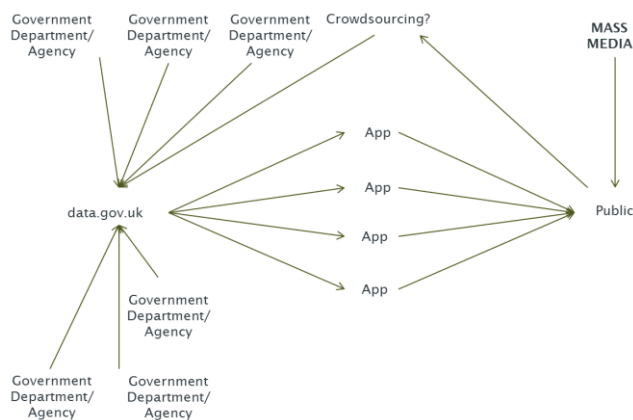 Government
Department/
Agency
Government
Department/
Agency
Government
Department/
Agency
Crowdsourcing?
MASS
MEDIA
App
App
data.gov.uk
Public
App
App
Government
Department/
Agency
Government
Department/
Agency
Government
Department/
Agency